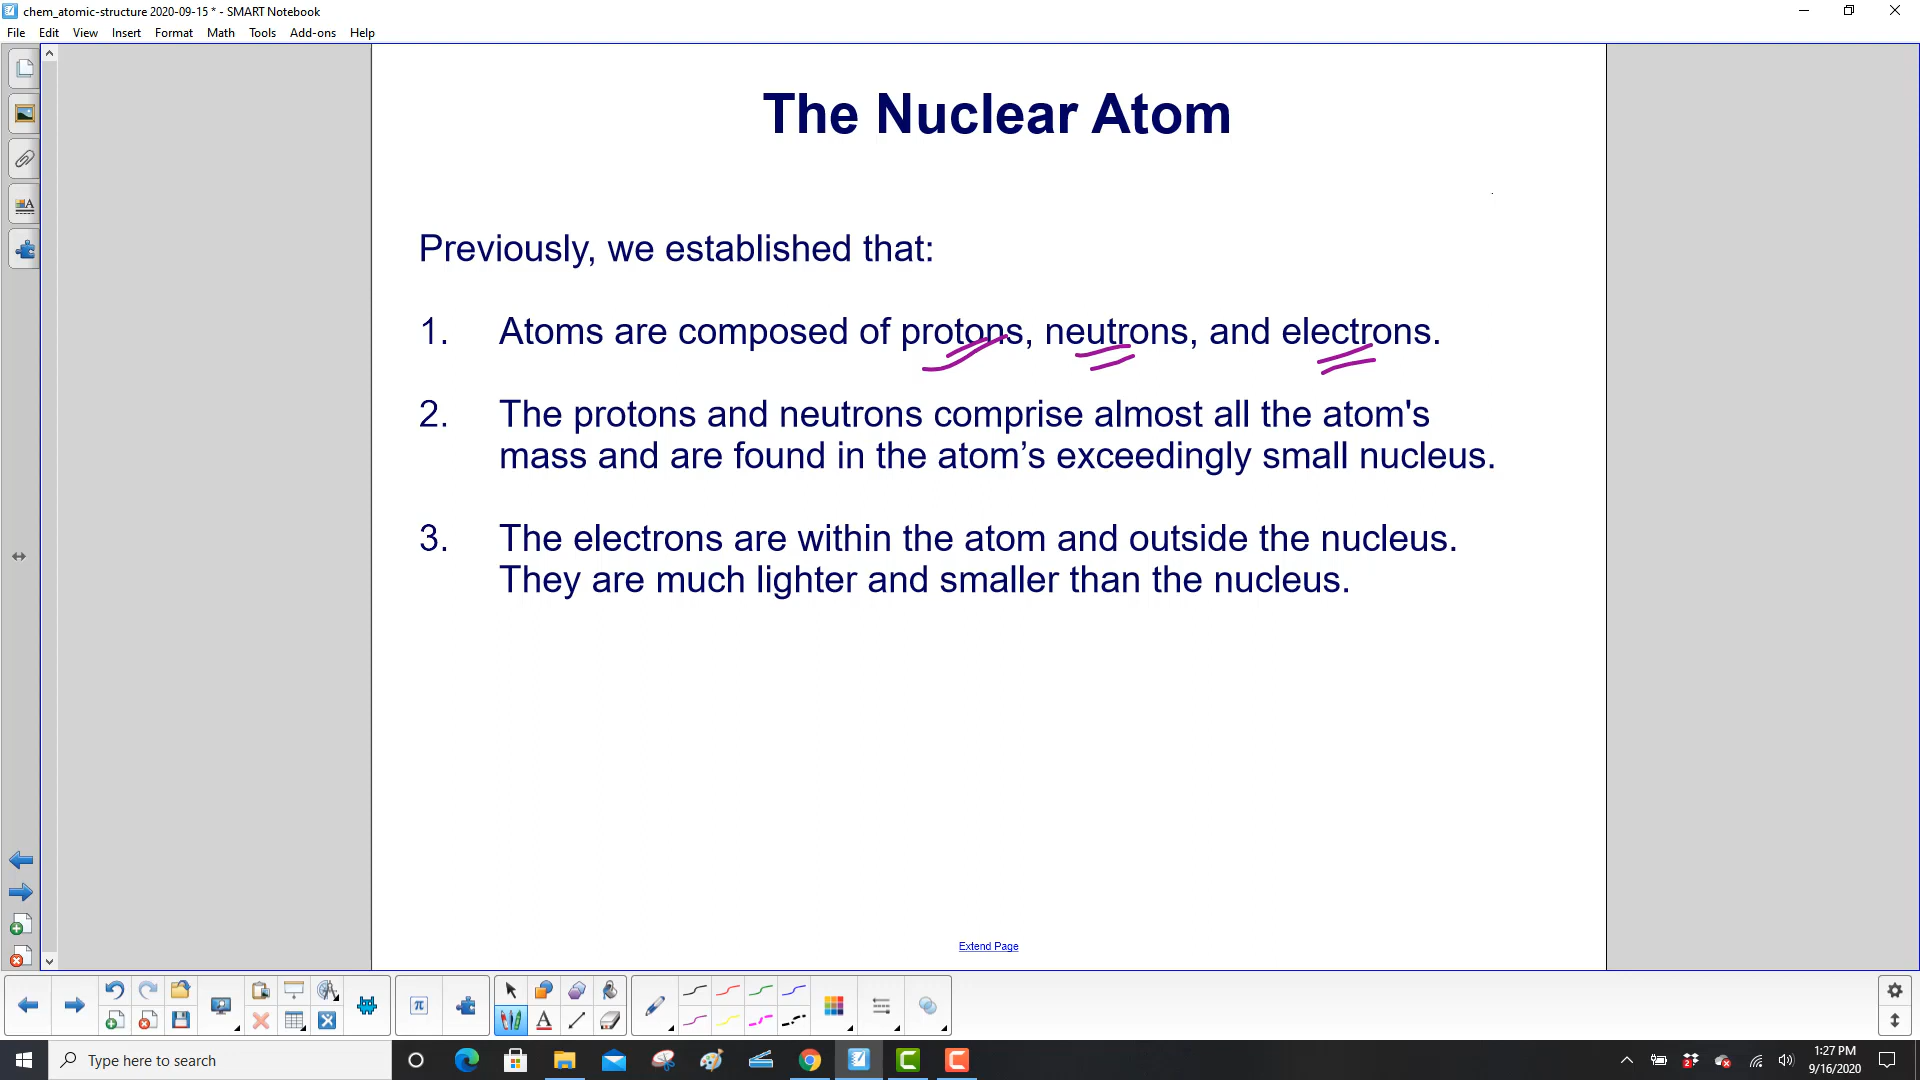 chem_atomic-structure 2020-09-15 * - SMART Notebook
File Edit View Insert Format Math Tools Add-ons Help
The Nuclear Atom
Previously, we established that:
1. Atoms are composed of protons, neutrons, and electrons.
2. The protons and neutrons comprise almost all the atom's
mass and are found in the atom’s exceedingly small nucleus.
3. The electrons are within the atom and outside the nucleus.
They are much lighter and smaller than the nucleus.
Extend Page
π
A
Type here to search
1:27 PM
9/16/2020